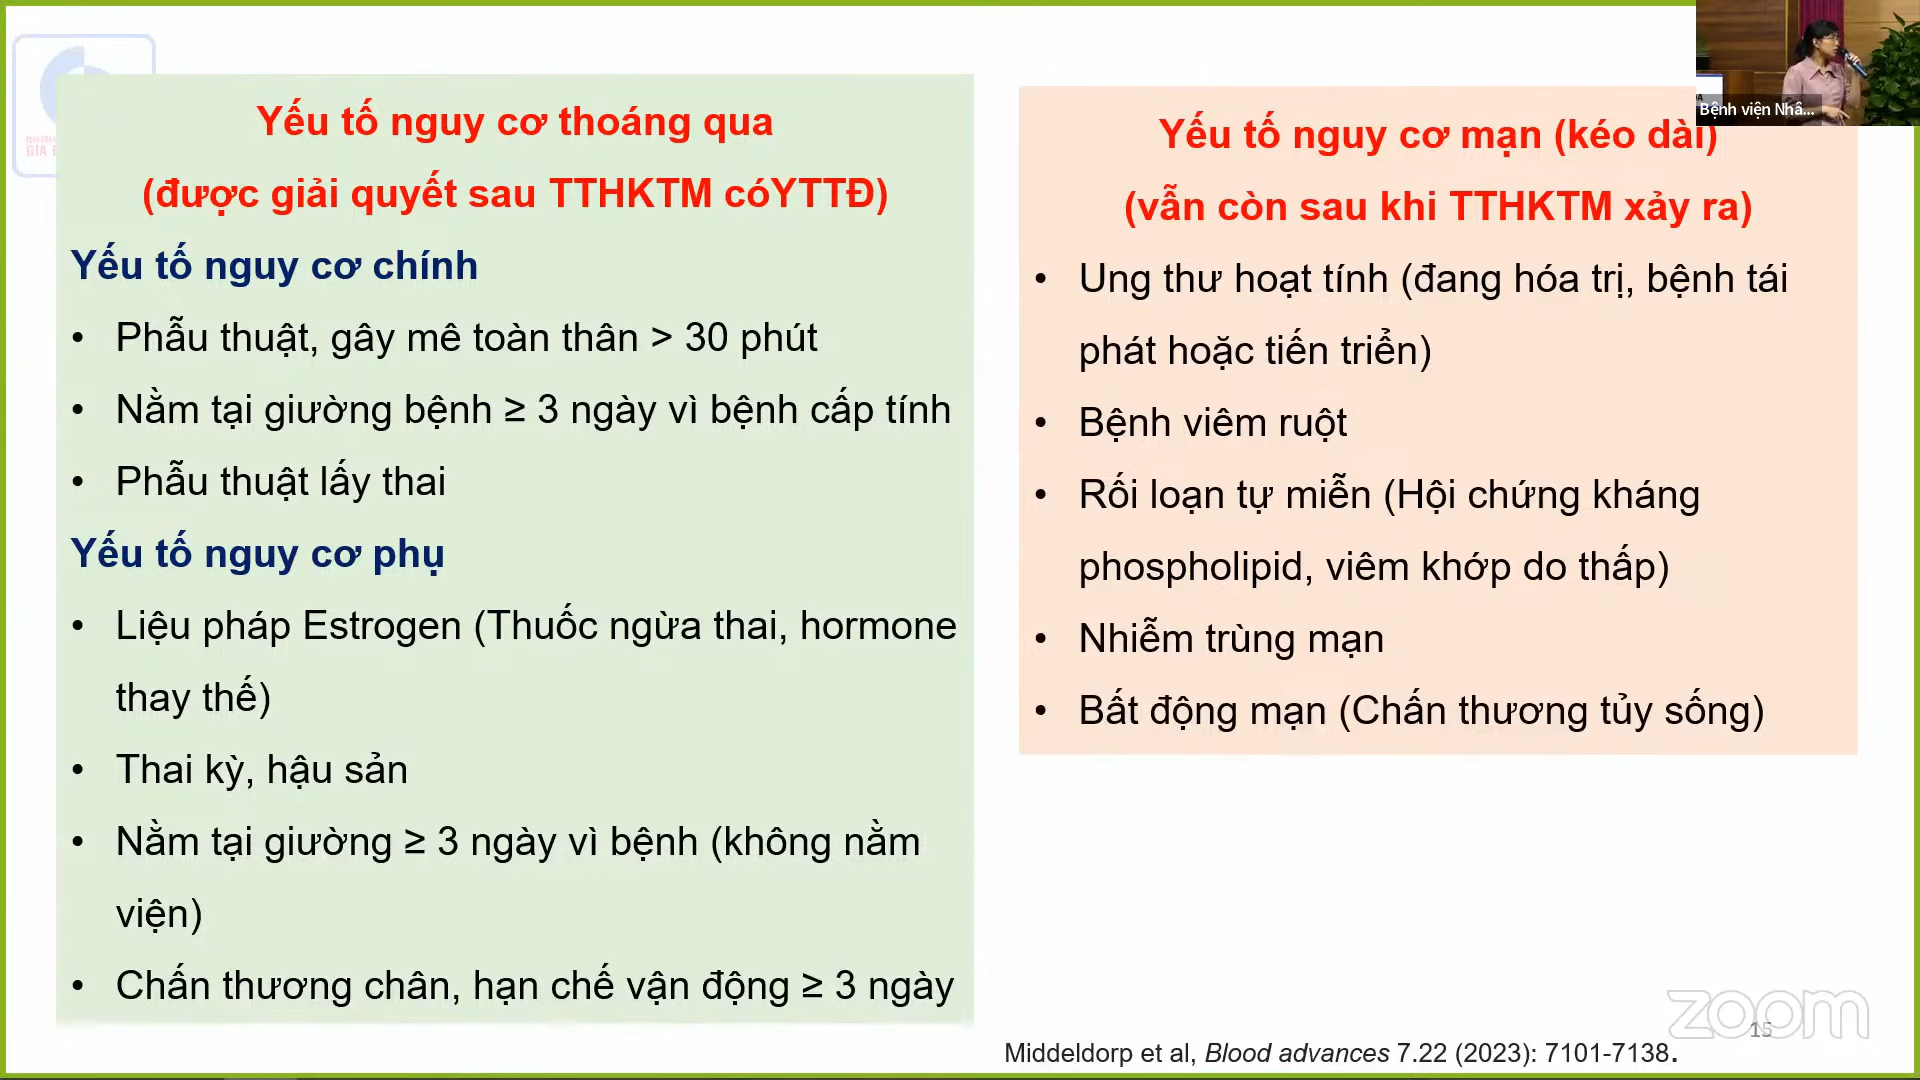 Yếu tố nguy cơ thoáng qua
(được giải quyết sau TTHKTM cóYTTĐ)
Yếu tố nguy cơ chính
• Phẫu thuật, gây mê toàn thân > 30 phút
• Nằm tại giường bệnh ≥ 3 ngày vì bệnh cấp tính
• Phẫu thuật lấy thai
Yếu tố nguy cơ phụ
• Liệu pháp Estrogen (Thuốc ngừa thai, hormone
thay thế)
• Thai kỳ, hậu sản
• Nằm tại giường ≥ 3 ngày vì bệnh (không nằm
viện)
• Chấn thương chân, hạn chế vận động ≥ 3 ngày
Yếu tố nguy cơ mạn (kéo dài)
(vẫn còn sau khi TTHKTM xảy ra)
• Ung thư hoạt tính (đang hóa trị, bệnh tái
phát hoặc tiến triển)
• Bệnh viêm ruột
• Rối loạn tự miễn (Hội chứng kháng
phospholipid, viêm khớp do thấp)
• Nhiễm trùng mạn
• Bất động mạn (Chấn thương tủy sống)
Bệnh viện Nhâ...
zoom
15
Middeldorp et al, Blood advances 7.22 (2023): 7101-7138.